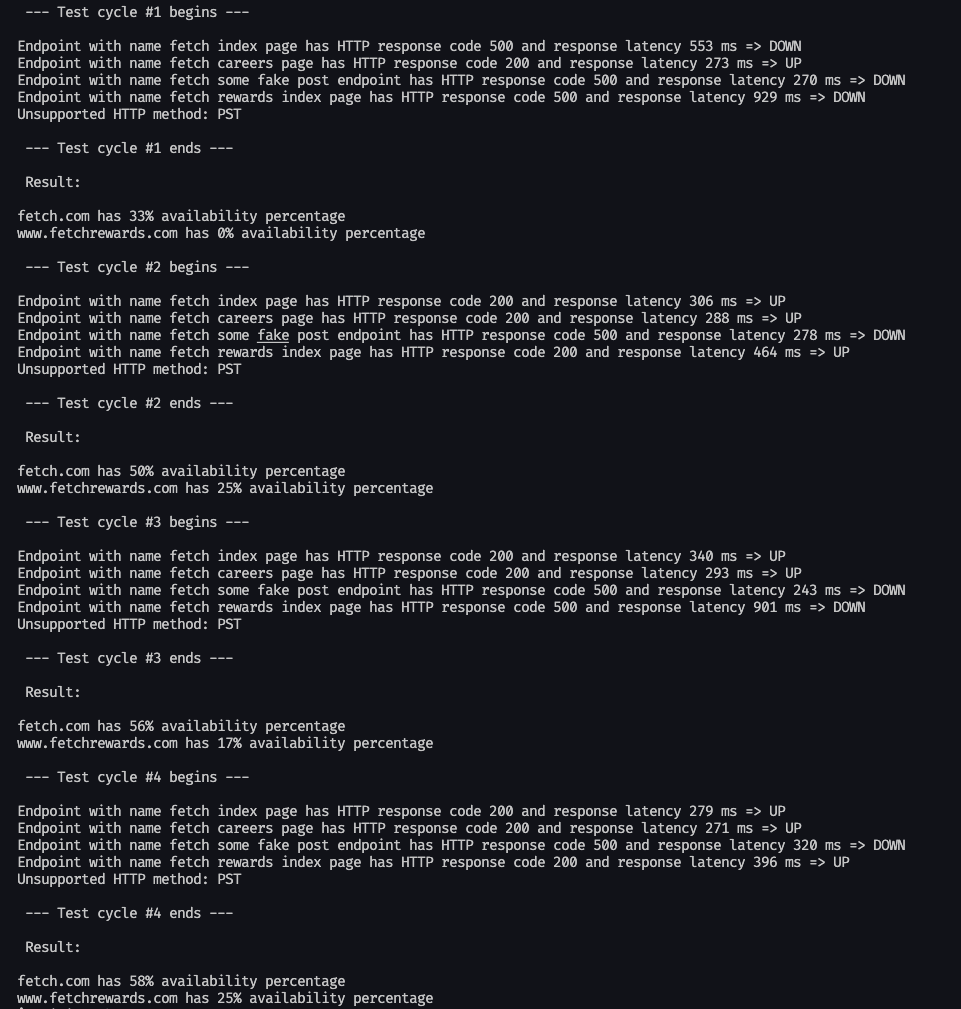 --- Test cycle #1 begins ---
Endpoint with name fetch index page has HTTP response code 500 and response latency 553 ms => DOWN
Endpoint with name fetch careers page has HTTP response code 200 and response latency 273 ms => UP
Endpoint with name fetch some fake post endpoint has HTTP response code 500 and response latency 270 ms => DOWN
Endpoint with name fetch rewards index page has HTTP response code 500 and response latency 929 ms => DOWN
Unsupported HTTP method: PST
--- Test cycle #1 ends ---
Result:
fetch.com has 33% availability percentage
www.fetchrewards.com has 0% availability percentage
--- Test cycle #2 begins ---
Endpoint with name fetch index page has HTTP response code 200 and response latency 306 ms => UP
Endpoint with name fetch careers page has HTTP response code 200 and response latency 288 ms => UP
Endpoint with name fetch some fake post endpoint has HTTP response code 500 and response latency 278 ms => DOWN
Endpoint with name fetch rewards index page has HTTP response code 200 and response latency 464 ms => UP
Unsupported HTTP method: PST
--- Test cycle #2 ends ---
Result:
fetch.com has 50% availability percentage
www.fetchrewards.com has 25% availability percentage
--- Test cycle #3 begins ---
Endpoint with name fetch index page has HTTP response code 200 and response latency 340 ms => UP
Endpoint with name fetch careers page has HTTP response code 200 and response latency 293 ms => UP
Endpoint with name fetch some fake post endpoint has HTTP response code 500 and response latency 243 ms => DOWN
Endpoint with name fetch rewards index page has HTTP response code 500 and response latency 901 ms => DOWN
Unsupported HTTP method: PST
--- Test cycle #3 ends ---
Result:
fetch.com has 56% availability percentage
www.fetchrewards.com has 17% availability percentage
--- Test cycle #4 begins ---
Endpoint with name fetch index page has HTTP response code 200 and response latency 279 ms => UP
Endpoint with name fetch careers page has HTTP response code 200 and response latency 271 ms => UP
Endpoint with name fetch some fake post endpoint has HTTP response code 500 and response latency 320 ms => DOWN
Endpoint with name fetch rewards index page has HTTP response code 200 and response latency 396 ms => UP
Unsupported HTTP method: PST
--- Test cycle #4 ends ---
Result:
fetch.com has 58% availability percentage
www.fetchrewards.com has 25% availability percentage